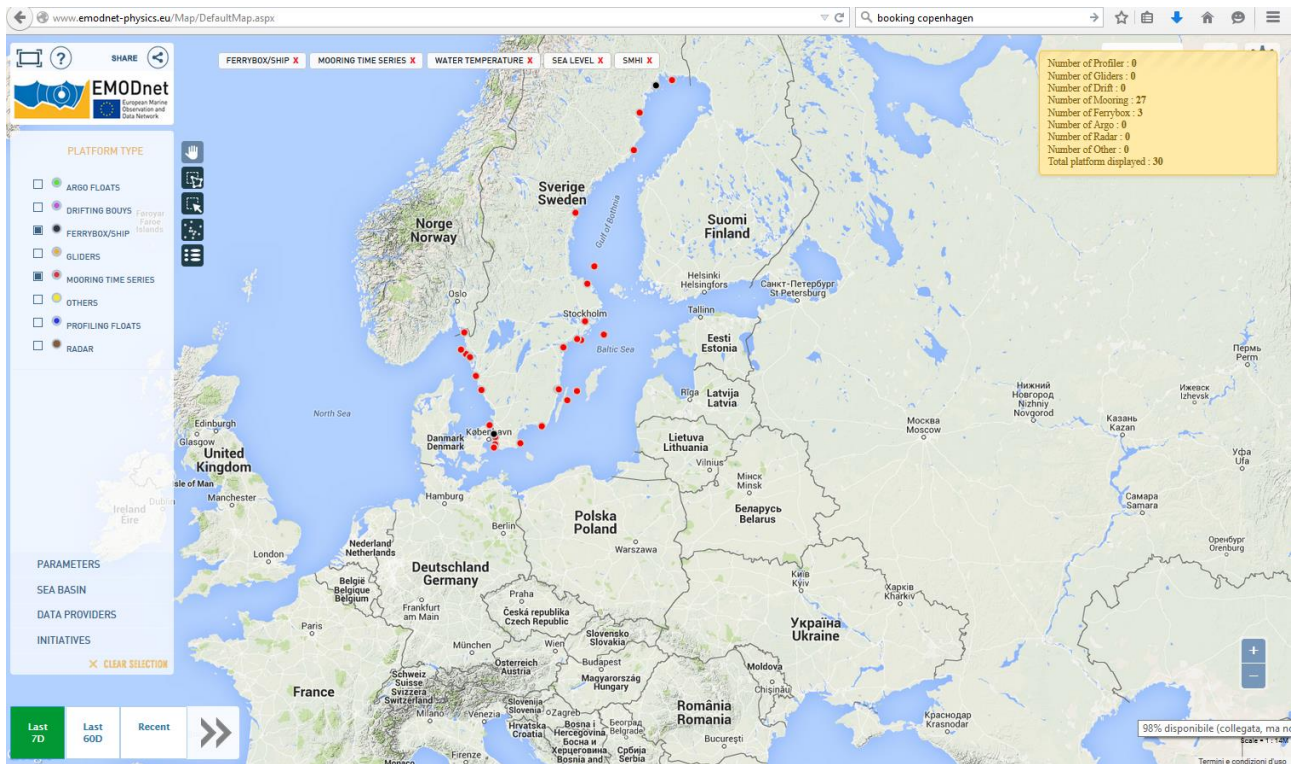 www.emodnet-physics.eu/Map/DefaultMap.aspx
booking copenhagen
SHARE
EMODnet
European Marine
Observation and
Data Network
FERRYBOX/SHIP X
MOORING TIME SERIES X
WATER TEMPERATURE X
SEA LEVEL X
SMHI X
Number of Profiler : 0
Number of Gliders : 0
Number of Drift : 0
Number of Mooring : 27
Number of Ferrybox : 3
Number of Argo : 0
Number of Radar : 0
Number of Other : 0
Total platform displayed : 30
PLATFORM TYPE
ARGO FLOATS
DRIFTING BOUYS
FERRYBOX/SHIP
GLIDERS
MOORING TIME SERIES
OTHERS
PROFILING FLOATS
RADAR
PARAMETERS
SEA BASIN
DATA PROVIDERS
INITIATIVES
CLEAR SELECTION
Last
7D
Last
60D
Recent
Føroyar
Faroe
Islands
Norge
Norway
Sverige
Sweden
Gulf of Bothnia
Suomi
Finland
Oslo
Stockholm
Helsinki
Helsingfors
Санкт-Петербург
St Petersburg
Tallinn
Eesti
Estonia
Baltic Sea
Rīga
Latvija
Latvia
Пермь
Perm
Нижний
Новгород
Nizhniy
Novgorod
Ижевск
Izhevsk
Казань
Kazan
Москва
Moscow
North Sea
Edinburgh
Glasgow
United
Kingdom
Isle of Man
Dublin
Manchester
Ireland
Éire
London
Danmark
Denmark
København
Lietuva
Lithuania
Vilnius
Мінск
Minsk
Беларусь
Belarus
Уфа
Ufa
Самара
Samara
Оренбург
Orenburg
Hamburg
Berlin
Polska
Poland
Warszawa
Nederland
Netherlands
België
Belgique
Belgium
Deutschland
Germany
Frankfurt
am Main
Praha
Česká republika
Czech Republic
Київ
Kyiv
Харків
Kharkiv
Україна
Ukraine
Paris
France
München
Wien
Slovensko
Slovakia
Österreich
Austria
Budapest
Magyarország
Hungary
Schweiz
Suisse
Svizzera
Switzerland
Milano
Venezia
Slovenija
Slovenia
Zagreb
Hrvatska
Croatia
Bosna i
Hercegovina
Босна и
Херцеговина
Bosnia and
Београд
Belgrade
Србија
Serbia
Moldova
Chișinău
România
Romania
București
Краснодар
Krasnodar
Firenze
Monaco
+
−
98% disponibile (collegata, ma no
Scale = 1 : 14M
Termini e condizioni d'uso